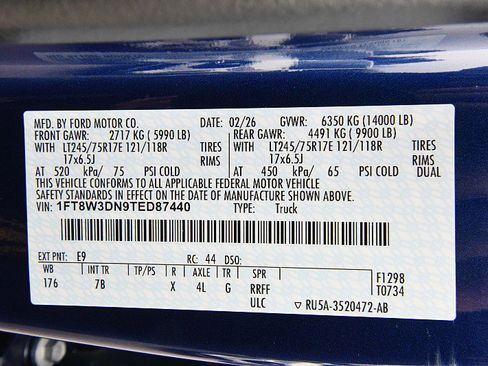 MFD. BY FORD MOTOR CO. 02/26 GVWR: 6350 KG (14000 LB)
FRONT GAWR: 2717 KG (5990 LB) REAR GAWR: 4491 KG (9900 LB)
WITH LT245/75R17E 121/118R TIRES WITH LT245/75R17E 121/118R TIRES
17x6.5J RIMS 17x6.5J RIMS
AT 520 kPa/ 75 PSI COLD AT 450 kPa/ 65 PSI COLD
THIS VEHICLE CONFORMS TO ALL APPLICABLE FEDERAL MOTOR VEHICLE
SAFETY STANDARDS IN EFFECT ON THE DATE OF MANUFACTURE SHOWN ABOVE.
VIN: 1FT8W3DN9TED87440 TYPE: Truck
EXT PNT: E9 RC: 44 DSO:
WB INT TR TP/PS R AXLE TR SPR F1298
176 7B X 4L G RRFF T0734
ULC ▽ RU5A-3520472-AB